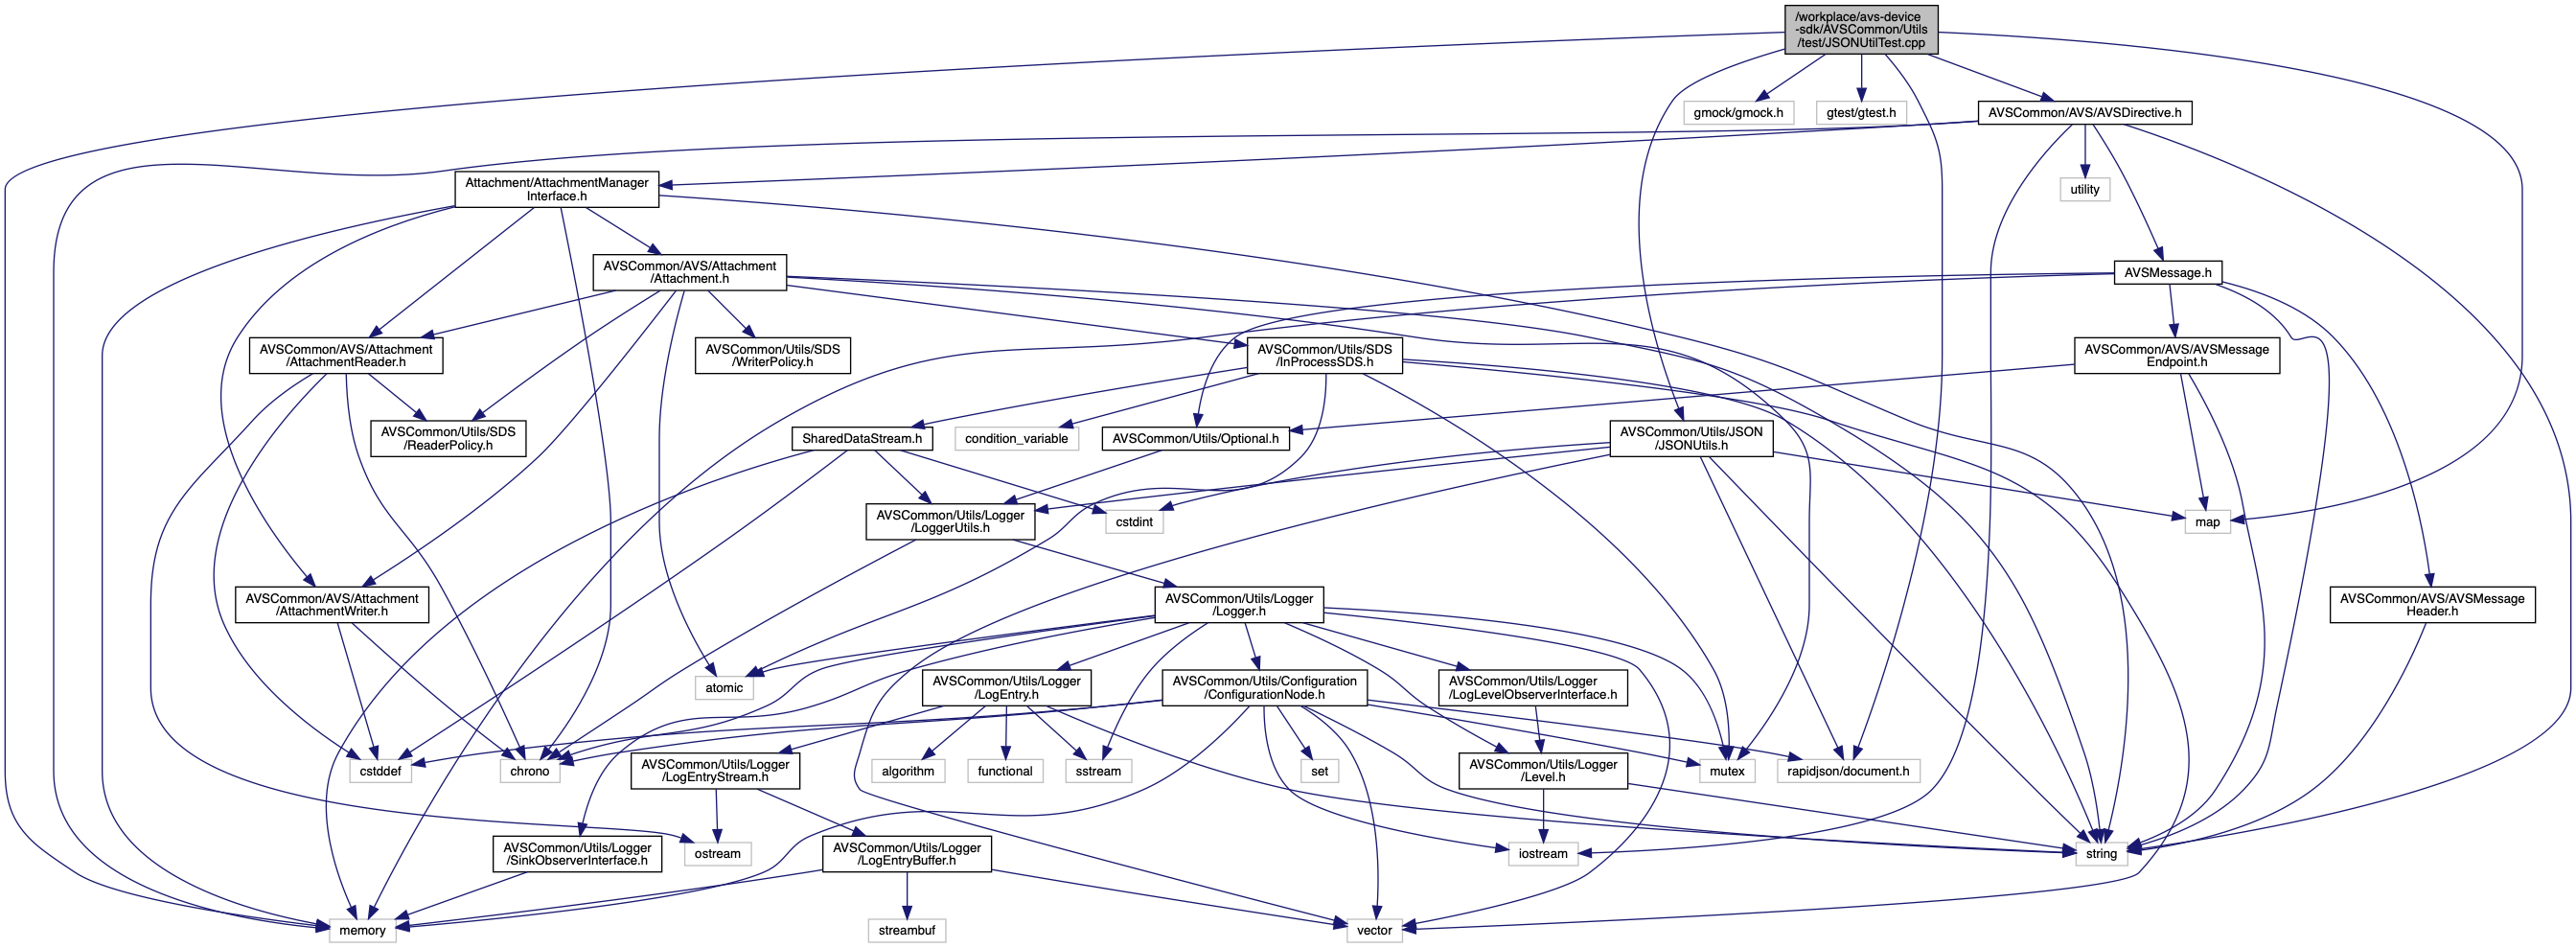 /workplace/avs-device
-sdk/AVSCommon/Utils
/test/JSONUtilTest.cpp
gmock/gmock.h
gtest/gtest.h
AVSCommon/AVS/AVSDirective.h
Attachment/AttachmentManager
Interface.h
utility
AVSCommon/AVS/Attachment
/Attachment.h
AVSMessage.h
AVSCommon/AVS/Attachment
/AttachmentReader.h
AVSCommon/Utils/SDS
/WriterPolicy.h
AVSCommon/Utils/SDS
/InProcessSDS.h
AVSCommon/AVS/AVSMessage
Endpoint.h
AVSCommon/Utils/SDS
/ReaderPolicy.h
SharedDataStream.h
condition_variable
AVSCommon/Utils/Optional.h
AVSCommon/Utils/JSON
/JSONUtils.h
AVSCommon/Utils/Logger
/LoggerUtils.h
cstdint
map
AVSCommon/AVS/Attachment
/AttachmentWriter.h
AVSCommon/Utils/Logger
/Logger.h
AVSCommon/AVS/AVSMessage
Header.h
atomic
AVSCommon/Utils/Logger
/LogEntry.h
AVSCommon/Utils/Configuration
/ConfigurationNode.h
AVSCommon/Utils/Logger
/LogLevelObserverInterface.h
cstddef
chrono
AVSCommon/Utils/Logger
/LogEntryStream.h
algorithm
functional
sstream
set
AVSCommon/Utils/Logger
/Level.h
mutex
rapidjson/document.h
AVSCommon/Utils/Logger
/SinkObserverInterface.h
ostream
AVSCommon/Utils/Logger
/LogEntryBuffer.h
iostream
string
memory
streambuf
vector